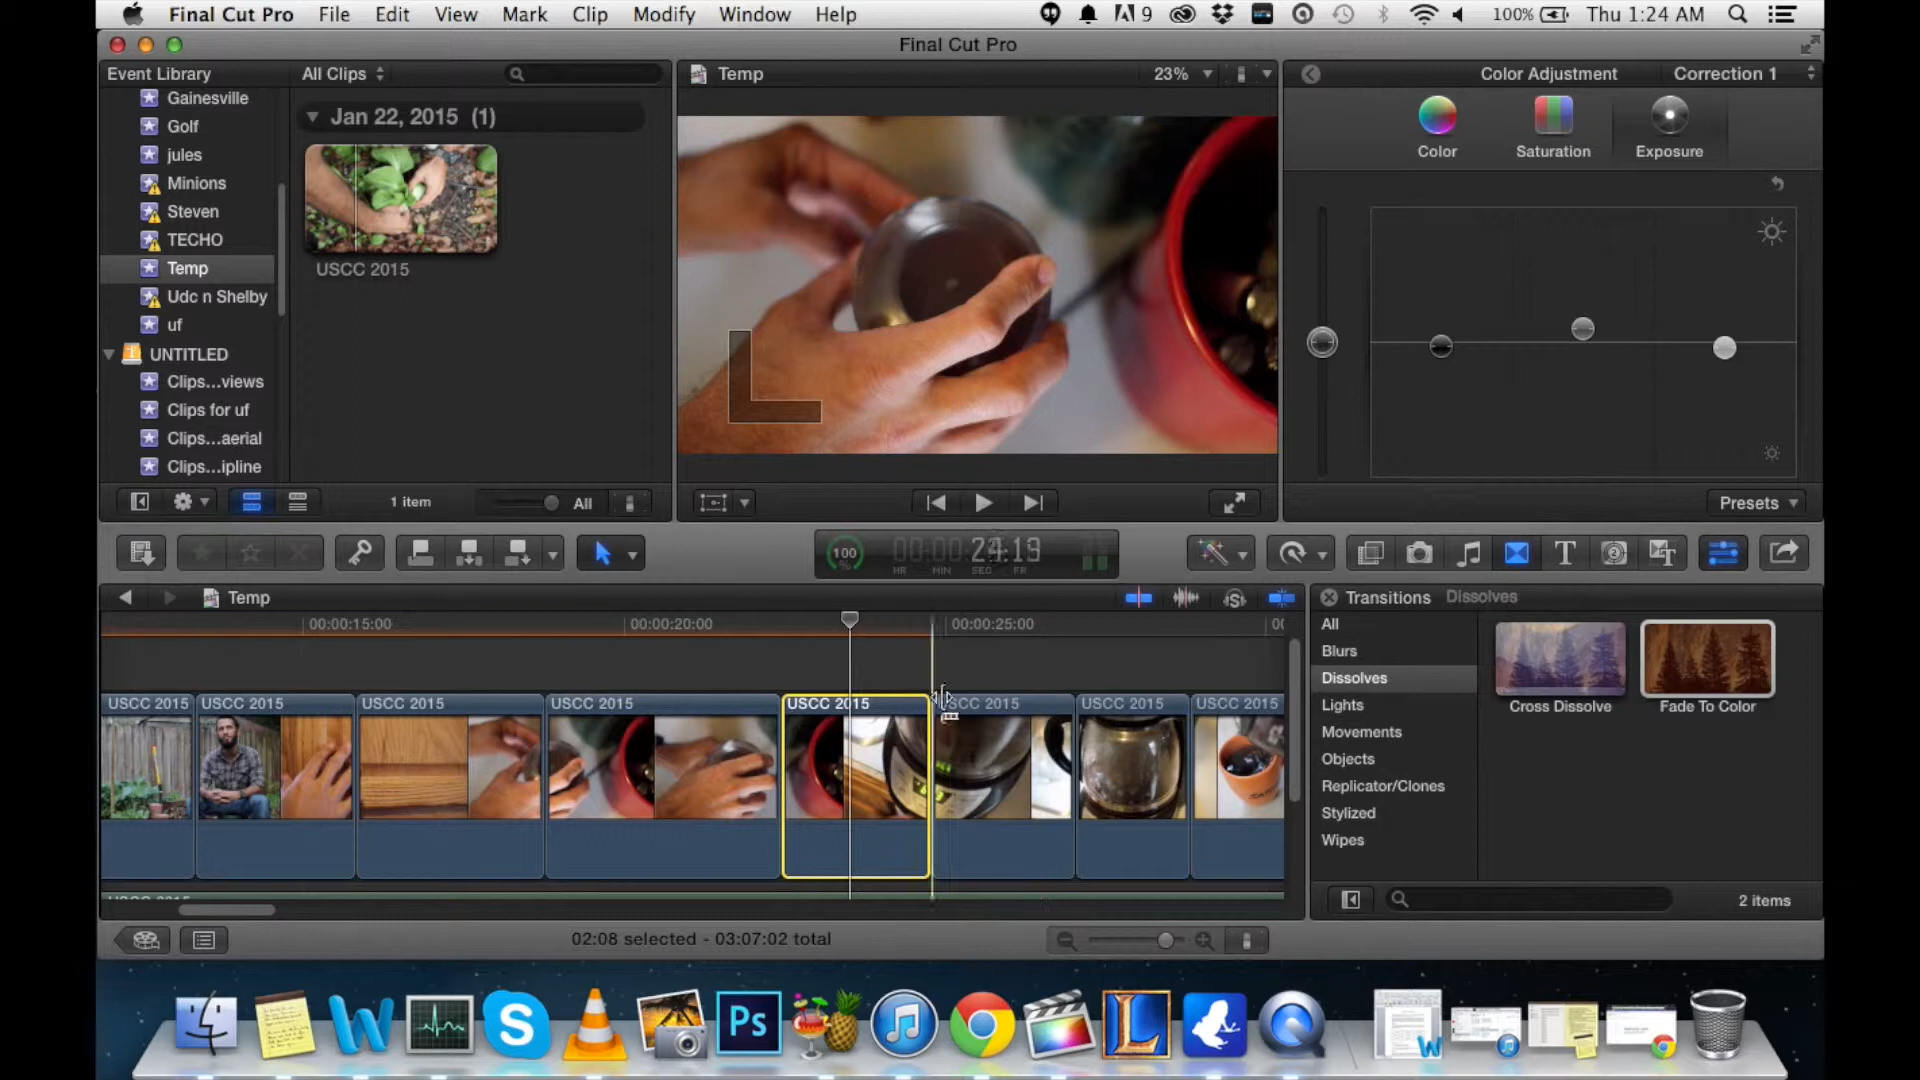 Final Cut Pro File Edit View Mark Clip Modify Window Help 9 100% Thu 1:24 AM
Final Cut Pro
Event Library All Clips
Temp 23%
Color Adjustment Correction 1
Gainesville
Golf
jules
Minions
Steven
TECHO
Temp
Udc n Shelby
uf
UNTITLED
Clips...views
Clips for uf
Clips...aerial
Clips...ipline
Jan 22, 2015 (1)
USCC 2015
Color Saturation Exposure
1 item All
Presets
100 % 00:00:24:13
HR MIN SEC FR
T 2 T
Temp
00:00:15:00 00:00:20:00 00:00:25:00
USCC 2015 USCC 2015 USCC 2015 USCC 2015 USCC 2015 SCC 2015 USCC 2015 USCC 2015
Transitions Dissolves
All
Blurs
Dissolves
Lights
Movements
Objects
Replicator/Clones
Stylized
Wipes
Cross Dissolve Fade To Color
2 items
02:08 selected - 03:07:02 total
W S Ps L W